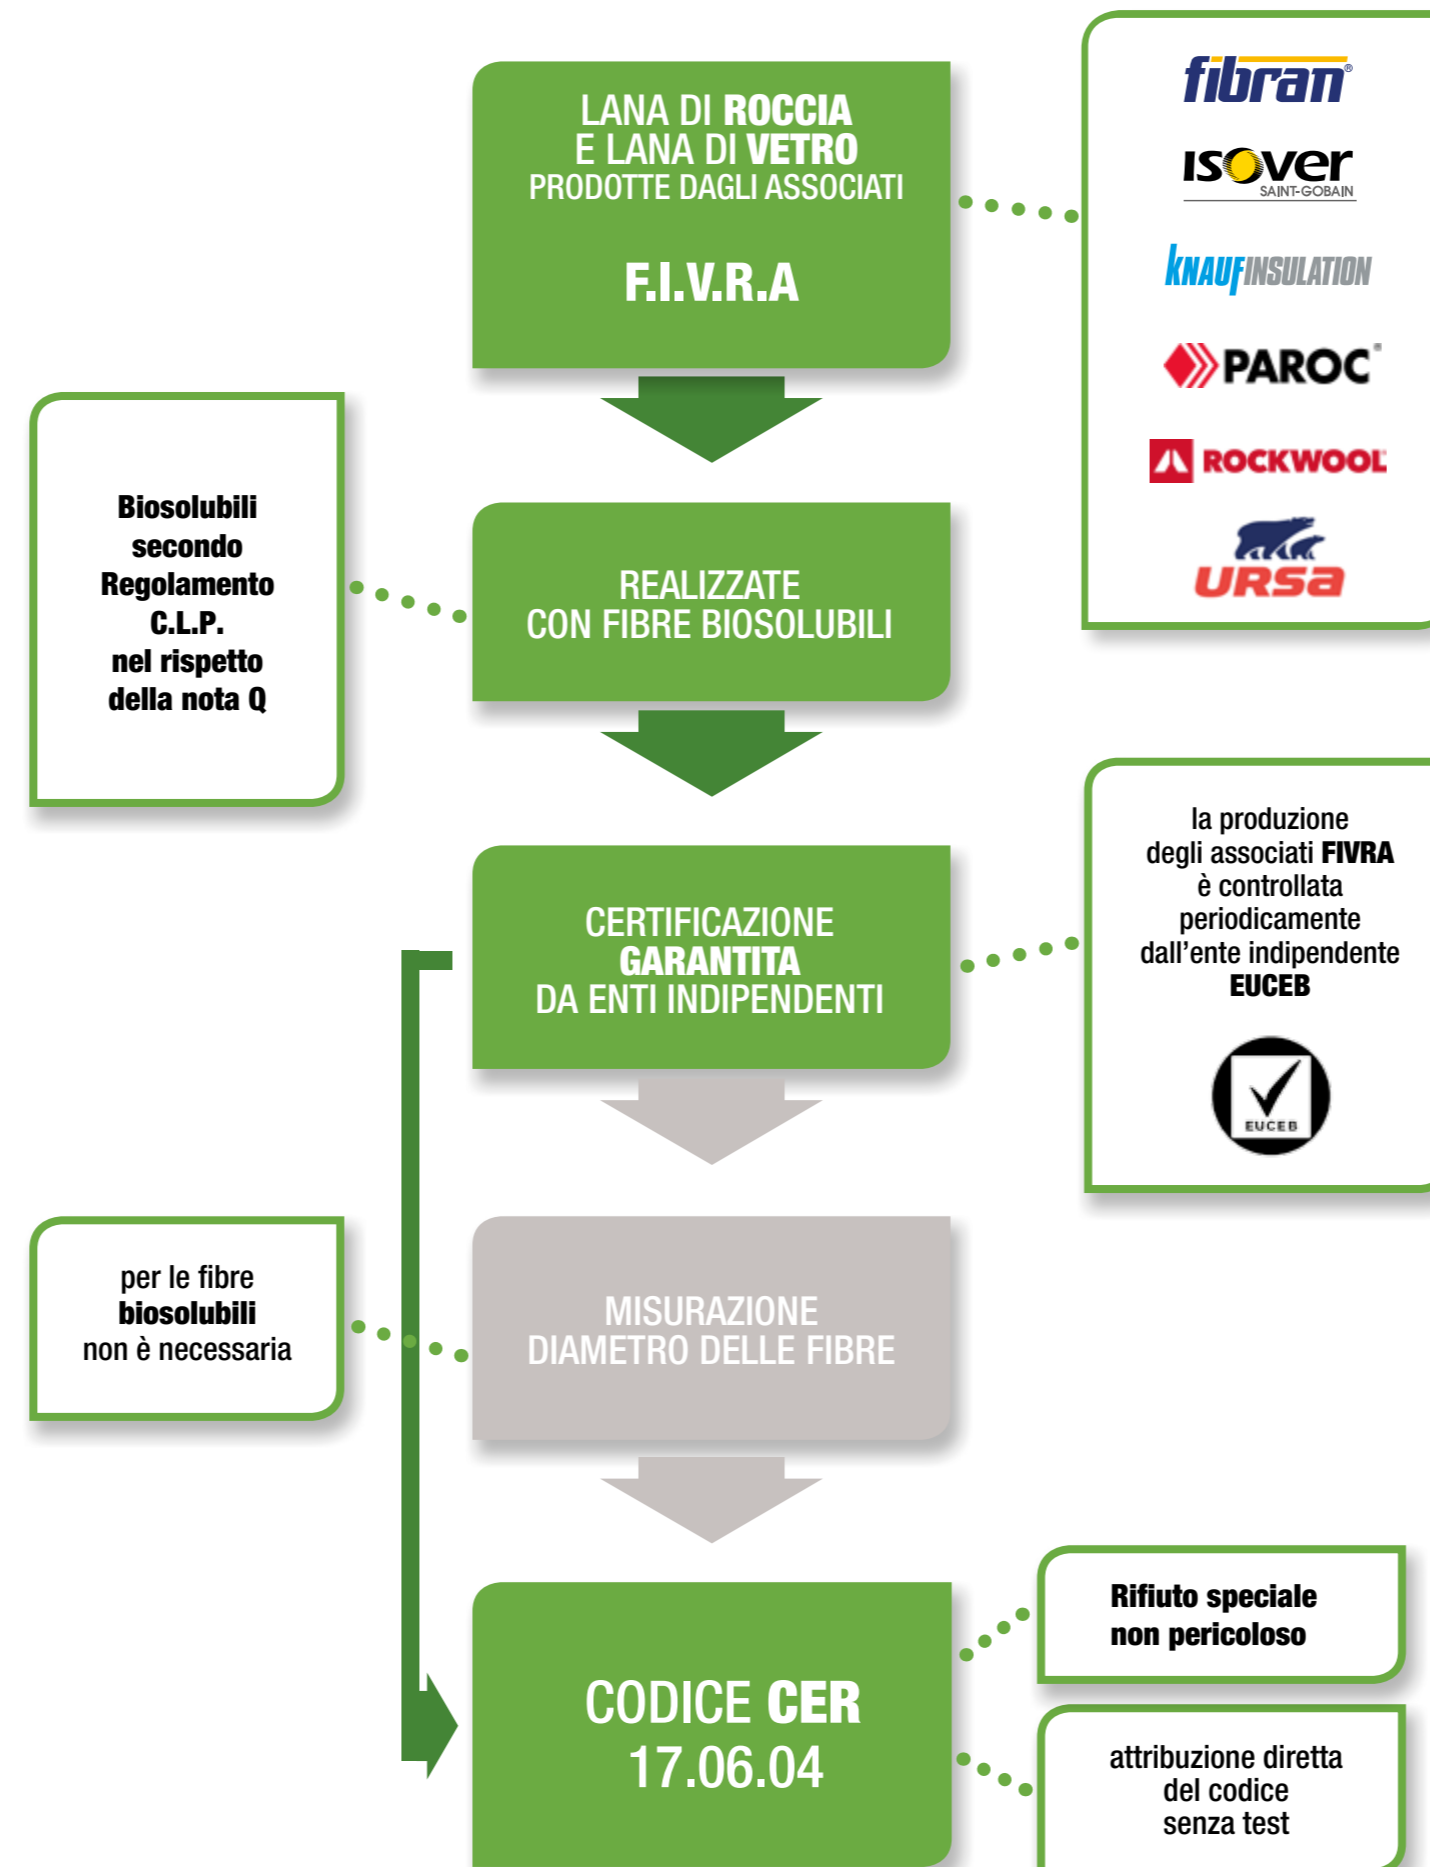 LANA DI ROCCIA
E LANA DI VETRO
PRODOTTE DAGLI ASSOCIATI
F.I.V.R.A
fibran®
ISOVER
SAINT-GOBAIN
KNAUFINSULATION
PAROC®
ROCKWOOL
URSA
Biosolubili
secondo
Regolamento
C.L.P.
nel rispetto
della nota Q
REALIZZATE
CON FIBRE BIOSOLUBILI
CERTIFICAZIONE
GARANTITA
DA ENTI INDIPENDENTI
la produzione
degli associati FIVRA
è controllata
periodicamente
dall'ente indipendente
EUCEB
EUCEB
per le fibre
biosolubili
non è necessaria
MISURAZIONE
DIAMETRO DELLE FIBRE
CODICE CER
17.06.04
Rifiuto speciale
non pericoloso
attribuzione diretta
del codice
senza test